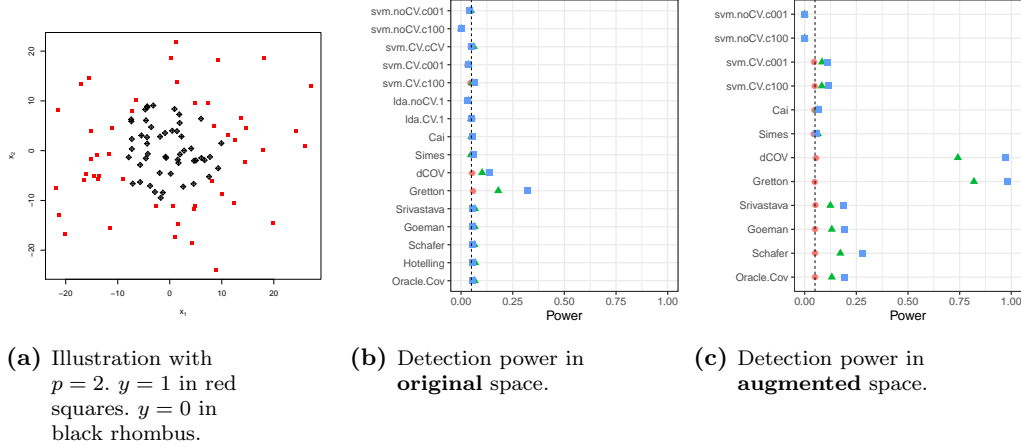 20
10
0
−10
−20
x₂
−20
−10
0
10
20
x₁
svm.noCV.c001
svm.noCV.c100
svm.CV.cCV
svm.CV.c001
svm.CV.c100
lda.noCV.1
lda.CV.1
Cai
Simes
dCOV
Gretton
Srivastava
Goeman
Schafer
Hotelling
Oracle.Cov
0.00
0.25
0.50
0.75
1.00
Power
svm.noCV.c001
svm.noCV.c100
svm.CV.c001
svm.CV.c100
Cai
Simes
dCOV
Gretton
Srivastava
Goeman
Schafer
Oracle.Cov
0.00
0.25
0.50
0.75
1.00
Power
(a) Illustration with
p = 2. y = 1 in red
squares. y = 0 in
black rhombus.
(b) Detection power in
original space.
(c) Detection power in
augmented space.